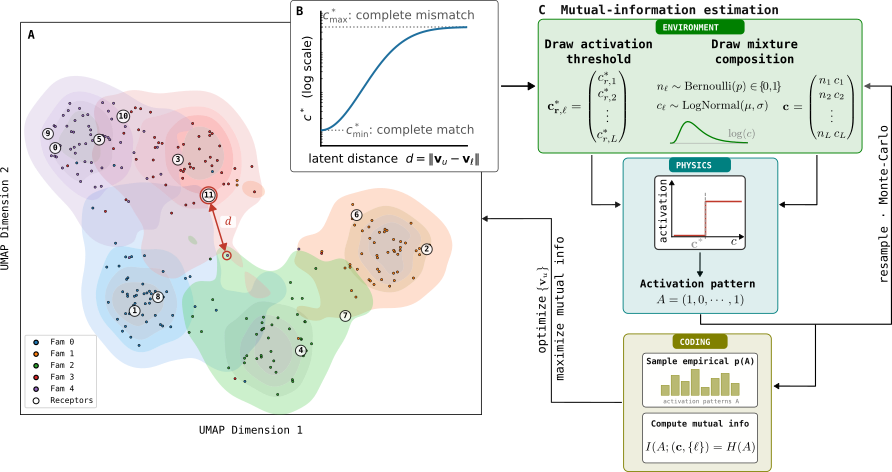 A
UMAP Dimension 2
UMAP Dimension 1
9
0
5
10
3
11
d
6
2
7
8
1
4
Fam 0
Fam 1
Fam 2
Fam 3
Fam 4
Receptors
B
c*max: complete mismatch
c*min: complete match
c* (log scale)
latent distance d = ‖vᵤ − vℓ‖
C Mutual-information estimation
ENVIRONMENT
Draw activation threshold
c*r,ℓ = (c*r,1 c*r,2 ⋮ c*r,L)
Draw mixture composition
nℓ ∼ Bernoulli(p) ∈ {0,1}
cℓ ∼ LogNormal(μ, σ)
log(c)
c = (n1 c1 n2 c2 ⋮ nL cL)
PHYSICS
activation
c*
c
Activation pattern
A = (1, 0, ⋯ , 1)
resample . Monte-Carlo
CODING
Sample empirical p(A)
activation patterns A
Compute mutual info
I(A; (c, {ℓ}) = H(A)
optimize {vᵤ}
maximize mutual info